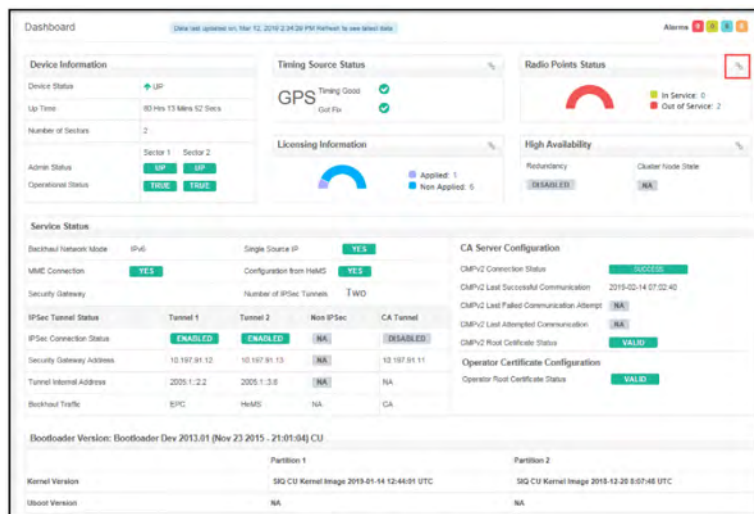 Dashboard
Data last updated on, Mar 12, 2019 2:34:29 PM Refresh to see latest data
Alarms
Device Information
Device Status UP
Up Time 80 Hrs 13 Mins 52 Secs
Number of Sectors 2
Sector 1 Sector 2
Admin Status UP UP
Operational Status TRUE TRUE
Timing Source Status
GPS Timing Good
Got Fix
Licensing Information
Applied: 1
Non Applied: 6
Radio Points Status
In Service: 0
Out of Service: 2
High Availability
Redundancy Cluster Node State
DISABLED NA
Service Status
Backhaul Network Mode IPv6 Single Source IP YES
MME Connection YES Configuration from HeMS YES
Security Gateway Number of IPSec Tunnels TWO
IPSec Tunnel Status Tunnel 1 Tunnel 2 Non IPSec CA Tunnel
IPSec Connection Status ENABLED ENABLED NA DISABLED
Security Gateway Address 10.197.91.12 10.197.91.13 NA 10.197.91.11
Tunnel Internal Address 2005:1::2:2 2005:1::3:6 NA NA
Backhaul Traffic EPC HeMS NA CA
CA Server Configuration
CMPv2 Connection Status SUCCESS
CMPv2 Last Successful Communication 2019-02-14 07:02:40
CMPv2 Last Failed Communication Attempt NA
CMPv2 Last Attempted Communication NA
CMPv2 Root Cetificate Status VALID
Operator Certificate Configuration
Operator Root Certificate Status VALID
Bootloader Version: Bootloader Dev 2013.01 (Nov 23 2015 - 21:01:04) CU
Partition 1 Partition 2
Kernel Version SIQ CU Kernel Image 2019-01-14 12:44:01 UTC SIQ CU Kernel Image 2018-12-20 8:07:46 UTC
Uboot Version NA NA